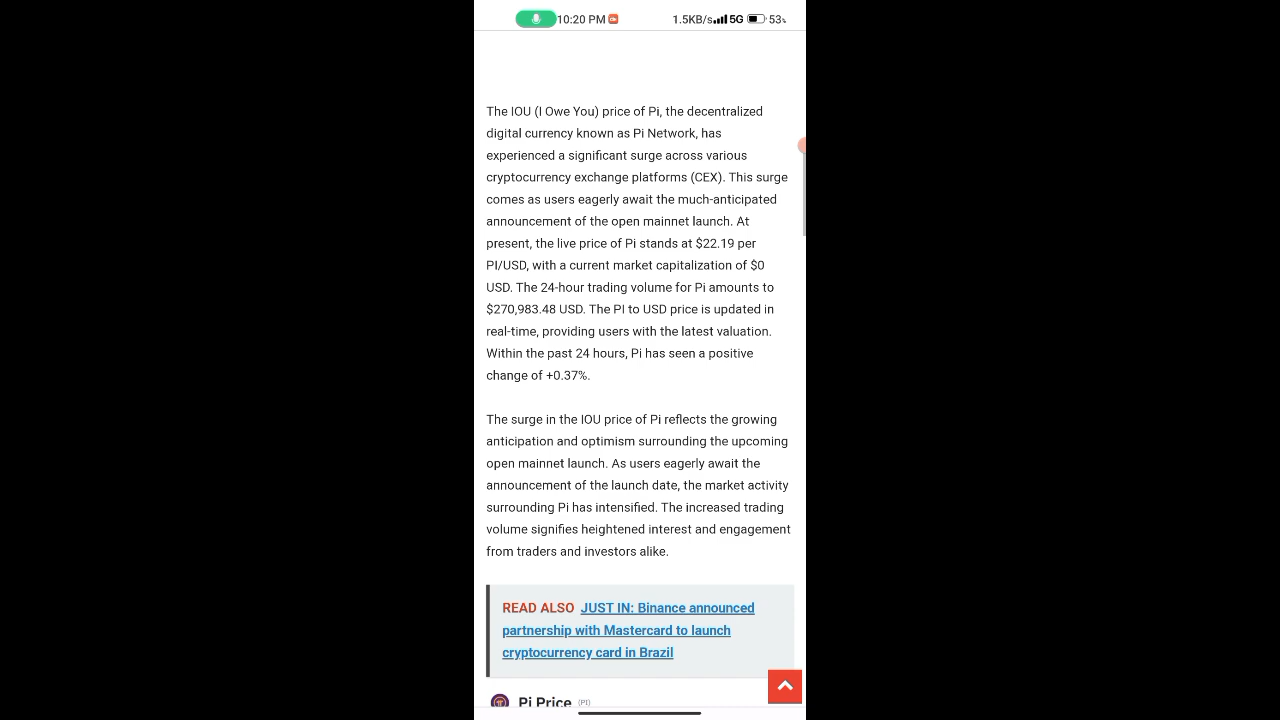 10:20 PM
1.5KB/s 5G 53%
The IOU (I Owe You) price of Pi, the decentralized
digital currency known as Pi Network, has
experienced a significant surge across various
cryptocurrency exchange platforms (CEX). This surge
comes as users eagerly await the much-anticipated
announcement of the open mainnet launch. At
present, the live price of Pi stands at $22.19 per
PI/USD, with a current market capitalization of $0
USD. The 24-hour trading volume for Pi amounts to
$270,983.48 USD. The PI to USD price is updated in
real-time, providing users with the latest valuation.
Within the past 24 hours, Pi has seen a positive
change of +0.37%.
The surge in the IOU price of Pi reflects the growing
anticipation and optimism surrounding the upcoming
open mainnet launch. As users eagerly await the
announcement of the launch date, the market activity
surrounding Pi has intensified. The increased trading
volume signifies heightened interest and engagement
from traders and investors alike.
READ ALSO JUST IN: Binance announced
partnership with Mastercard to launch
cryptocurrency card in Brazil
Pi Price (PI)